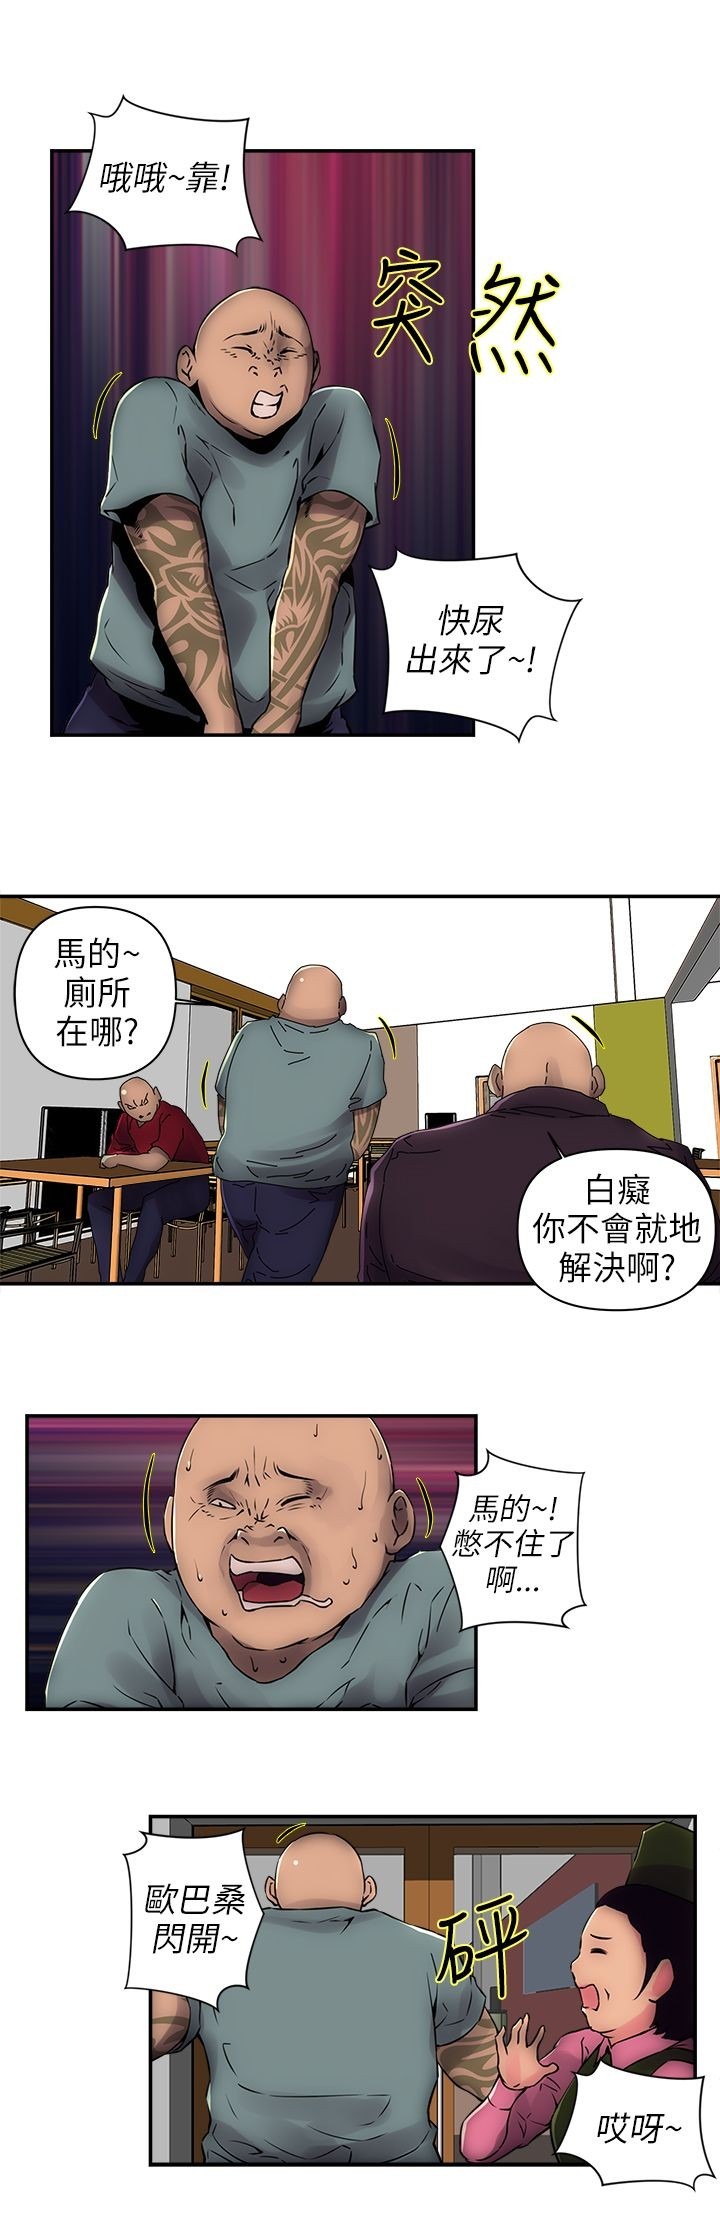 哦哦~靠!
突然
快尿
出來了~!
馬的~
廁所
在哪?
白癡
你不會就地
解決啊?
馬的~!
憋不住了
啊...
歐巴桑
閃開~
砰
哎呀~